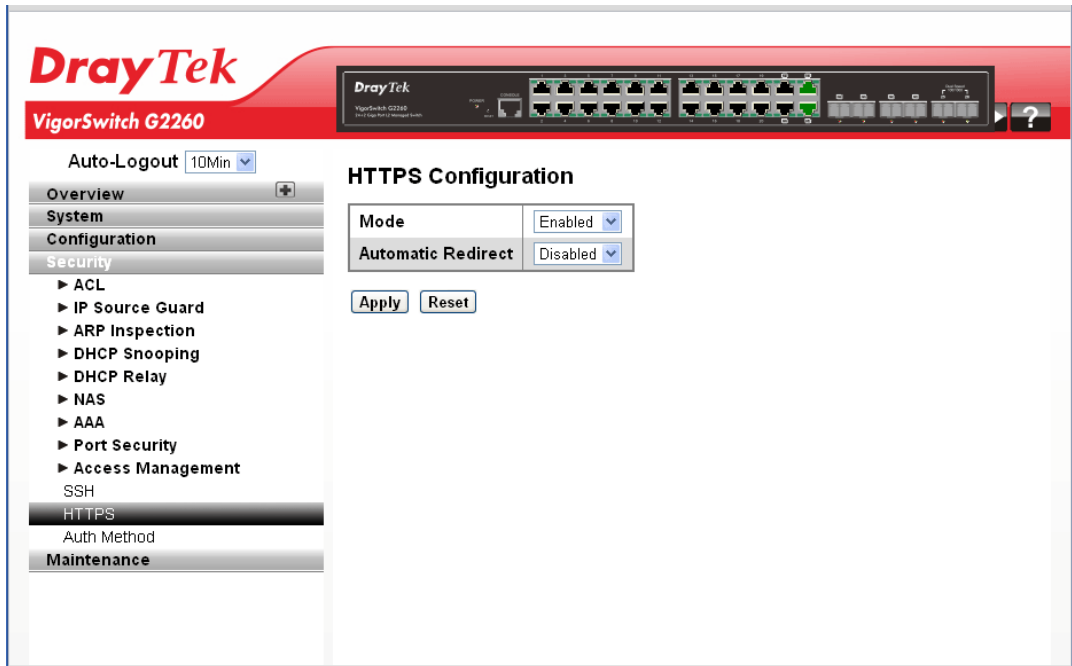 DrayTek
VigorSwitch G2260
DrayTek
VigorSwitch G2260
POWER
CONSOLE
?
Auto-Logout 10Min
Overview
System
Configuration
Security
ACL
IP Source Guard
ARP Inspection
DHCP Snooping
DHCP Relay
NAS
AAA
Port Security
Access Management
SSH
HTTPS
Auth Method
Maintenance
HTTPS Configuration
Mode Enabled
Automatic Redirect Disabled
Apply Reset